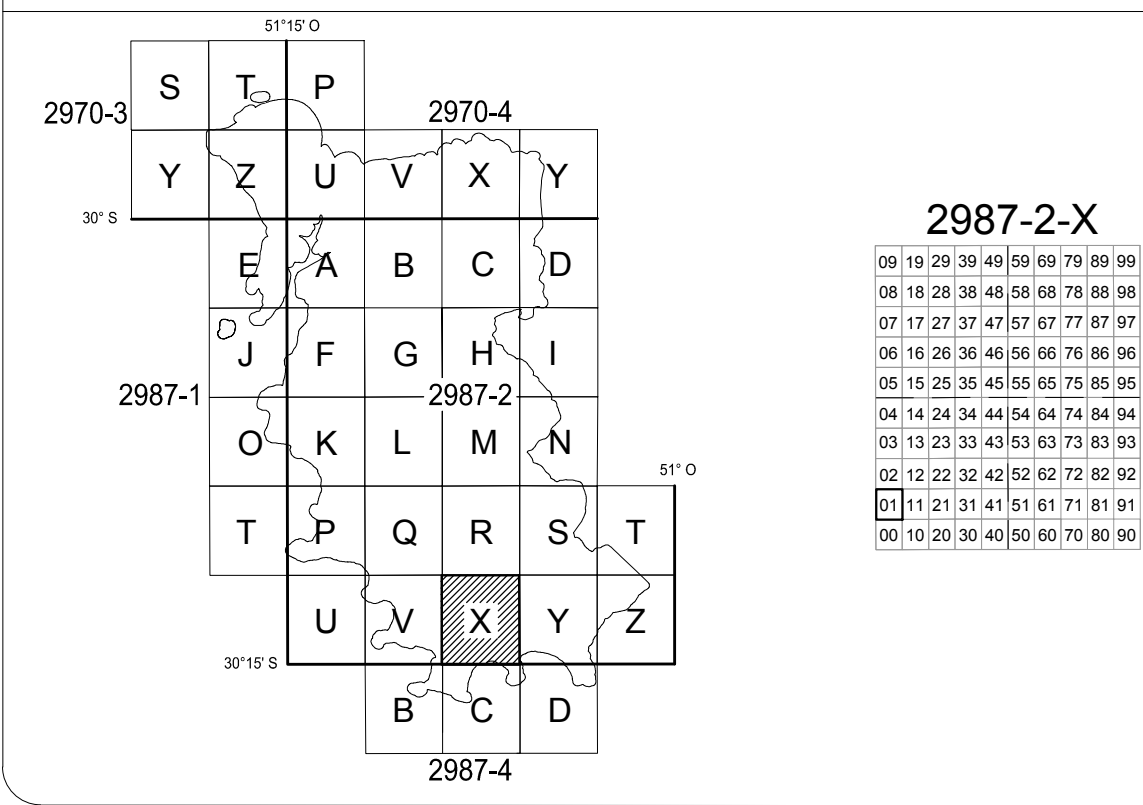 51°15' O
S T P
2970-3 2970-4
Y Z U V X Y
30° S
E A B C D
J F G H I
2987-1 2987-2
O K L M N
51° O
T P Q R S T
U V X Y Z
30°15' S
B C D
2987-4
2987-2-X
09 19 29 39 49 59 69 79 89 99
08 18 28 38 48 58 68 78 88 98
07 17 27 37 47 57 67 77 87 97
06 16 26 36 46 56 66 76 86 96
05 15 25 35 45 55 65 75 85 95
04 14 24 34 44 54 64 74 84 94
03 13 23 33 43 53 63 73 83 93
02 12 22 32 42 52 62 72 82 92
01 11 21 31 41 51 61 71 81 91
00 10 20 30 40 50 60 70 80 90